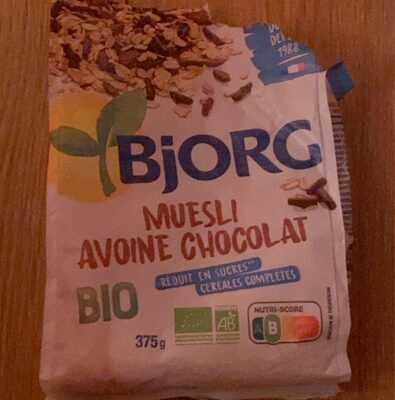 1988
BJORG
MUESLI
AVOINE CHOCOLAT
RÉDUIT EN SUCRES**
CÉRÉALES COMPLÈTES
BIO
375g
AB
NUTRI-SCORE
A B